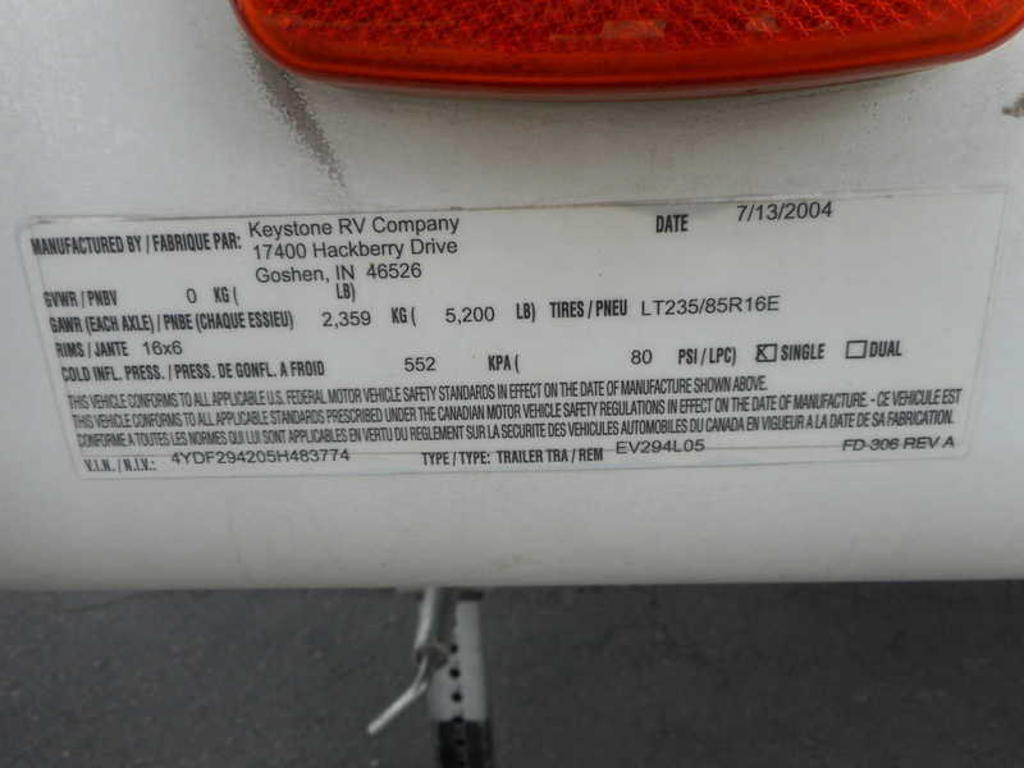 MANUFACTURED BY / FABRIQUE PAR: Keystone RV Company DATE 7/13/2004
17400 Hackberry Drive
Goshen, IN 46526
GVWR / PNBV 0 KG ( LB)
GAWR (EACH AXLE) / PNBE (CHAQUE ESSIEU) 2,359 KG ( 5,200 LB) TIRES / PNEU LT235/85R16E
RIMS / JANTE 16x6
COLD INFL. PRESS. / PRESS. DE GONFL. A FROID 552 KPA ( 80 PSI / LPC) X SINGLE DUAL
THIS VEHICLE CONFORMS TO ALL APPLICABLE U.S. FEDERAL MOTOR VEHICLE SAFETY STANDARDS IN EFFECT ON THE DATE OF MANUFACTURE SHOWN ABOVE.
THIS VEHICLE CONFORMS TO ALL APPLICABLE STANDARDS PRESCRIBED UNDER THE CANADIAN MOTOR VEHICLE SAFETY REGULATIONS IN EFFECT ON THE DATE OF MANUFACTURE. - CE VEHICULE EST
CONFORME A TOUTES LES NORMES QUI LUI SONT APPLICABLES EN VERTU DU REGLEMENT SUR LA SECURITE DES VEHICULES AUTOMOBILES DU CANADA EN VIGUEUR A LA DATE DE SA FABRICATION.
V.I.N. / N.I.V.: 4YDF294205H483774 TYPE / TYPE: TRAILER TRA / REM EV294L05 FD-306 REV A